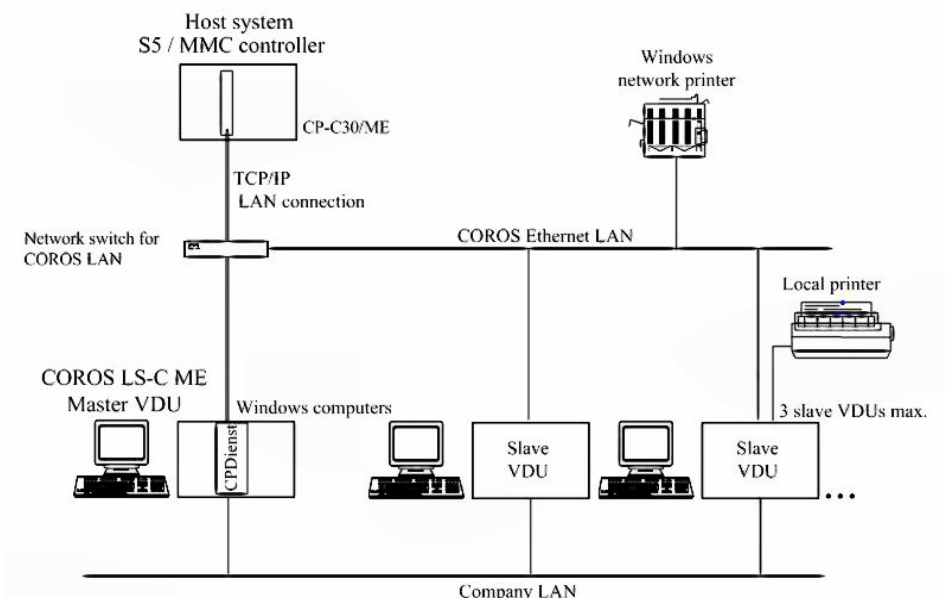 Host system
S5 / MMC controller
CP-C30/ME
Windows
network printer
TCP/IP
LAN connection
Network switch for
COROS LAN
COROS Ethernet LAN
Local printer
COROS LS-C ME
Master VDU
Windows computers
3 slave VDUs max.
CPDienst
Slave
VDU
Slave
VDU
...
Company LAN